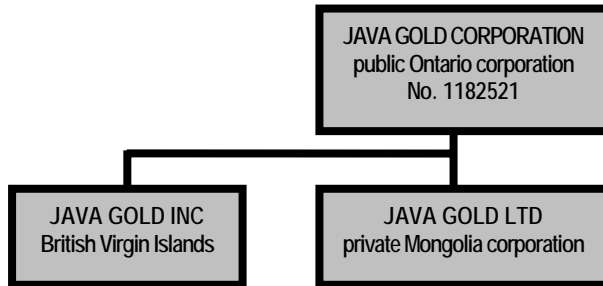 JAVA GOLD CORPORATION
public Ontario corporation
No. 1182521
JAVA GOLD INC
British Virgin Islands
JAVA GOLD LTD
private Mongolia corporation